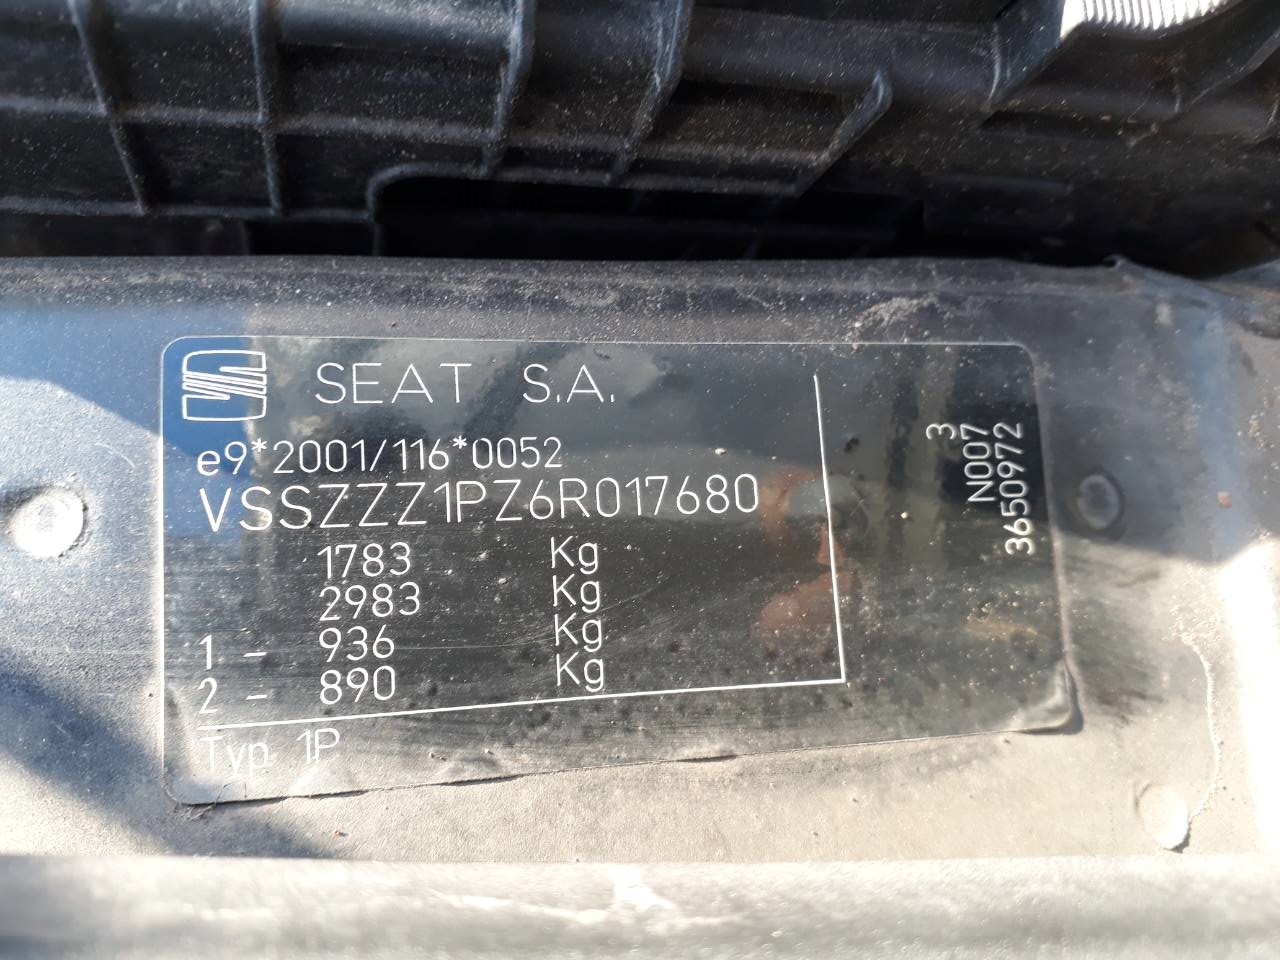 SEAT S.A.
e9*2001/116*0052
VSSZZZ1PZ6R017680
1783 Kg
2983 Kg
1 - 936 Kg
2 - 890 Kg
Typ 1P
3
N007
3650972